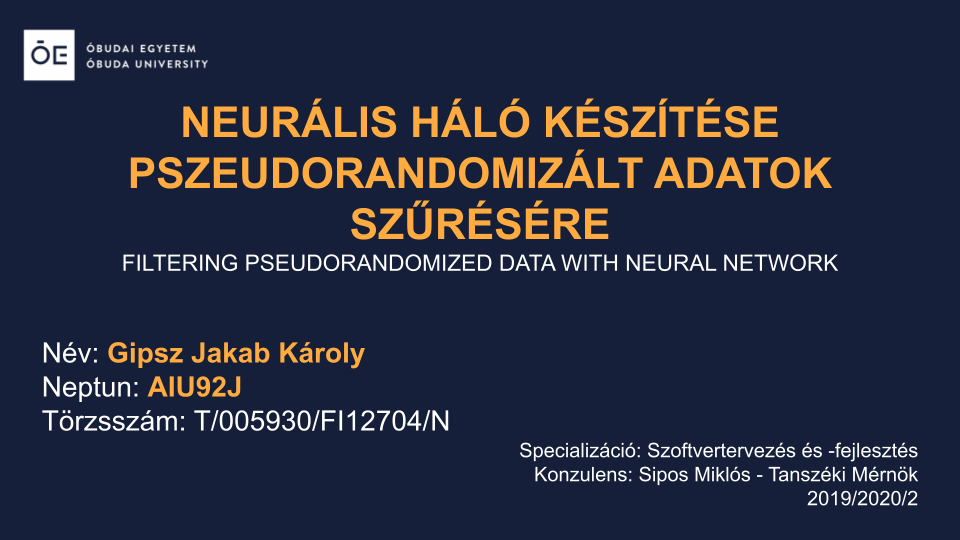 ŌE
ÓBUDAI EGYETEM
ÓBUDA UNIVERSITY
NEURÁLIS HÁLÓ KÉSZÍTÉSE
PSZEUDORANDOMIZÁLT ADATOK
SZŰRÉSÉRE
FILTERING PSEUDORANDOMIZED DATA WITH NEURAL NETWORK
Név: Gipsz Jakab Károly
Neptun: AIU92J
Törzsszám: T/005930/FI12704/N
Specializáció: Szoftvertervezés és -fejlesztés
Konzulens: Sipos Miklós - Tanszéki Mérnök
2019/2020/2